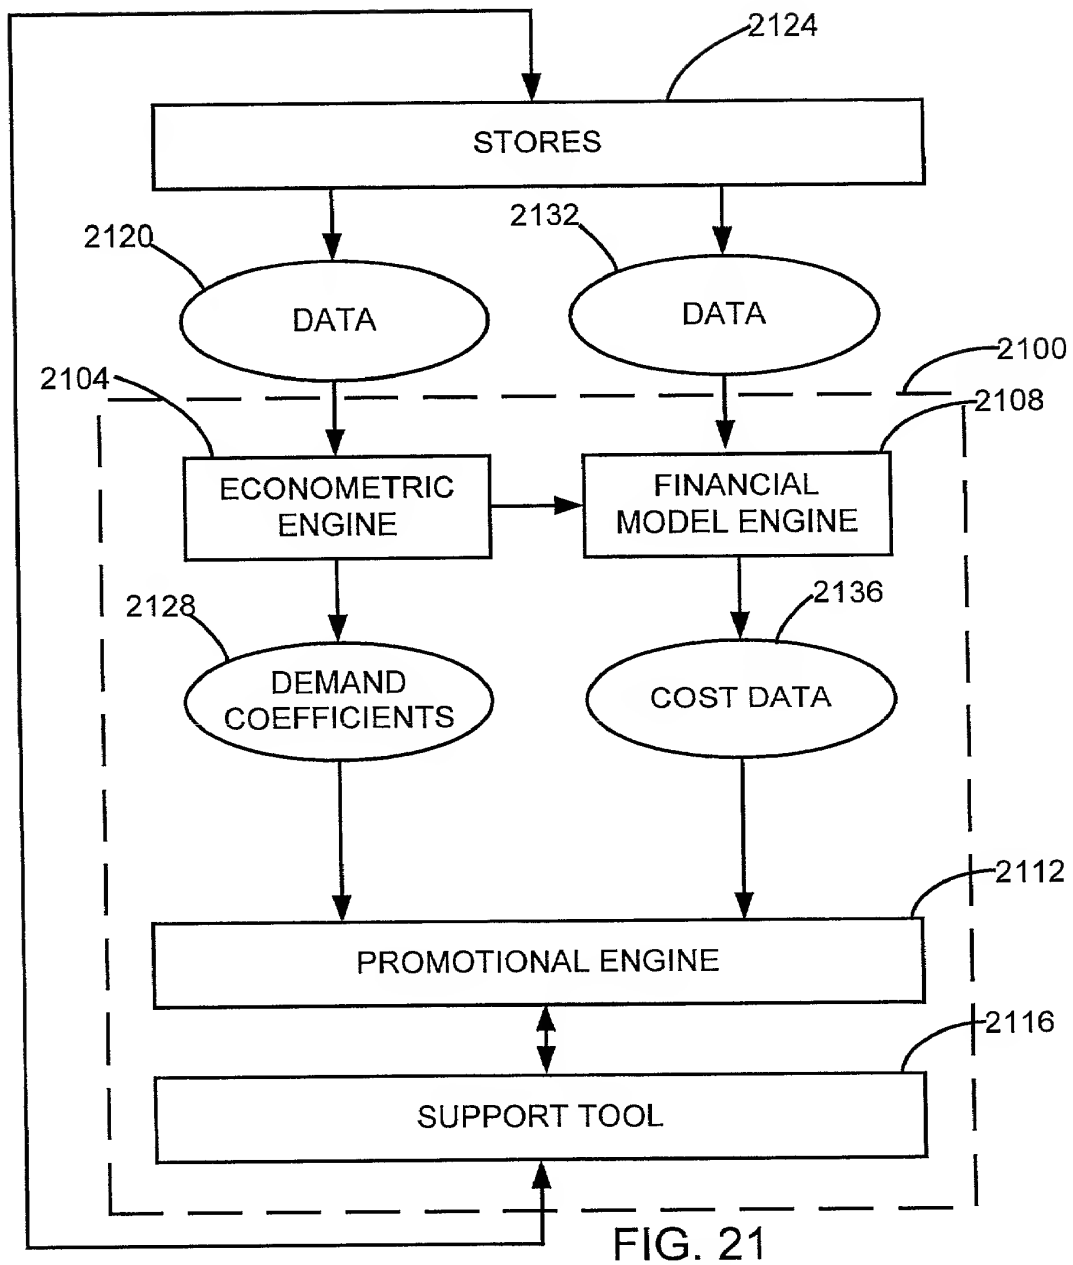 2124
STORES
2132
2120
DATA
DATA
2100
2104
2108
ECONOMETRIC
ENGINE
FINANCIAL
MODEL ENGINE
2128
2136
DEMAND
COEFFICIENTS
COST DATA
2112
PROMOTIONAL ENGINE
2116
SUPPORT TOOL
FIG. 21